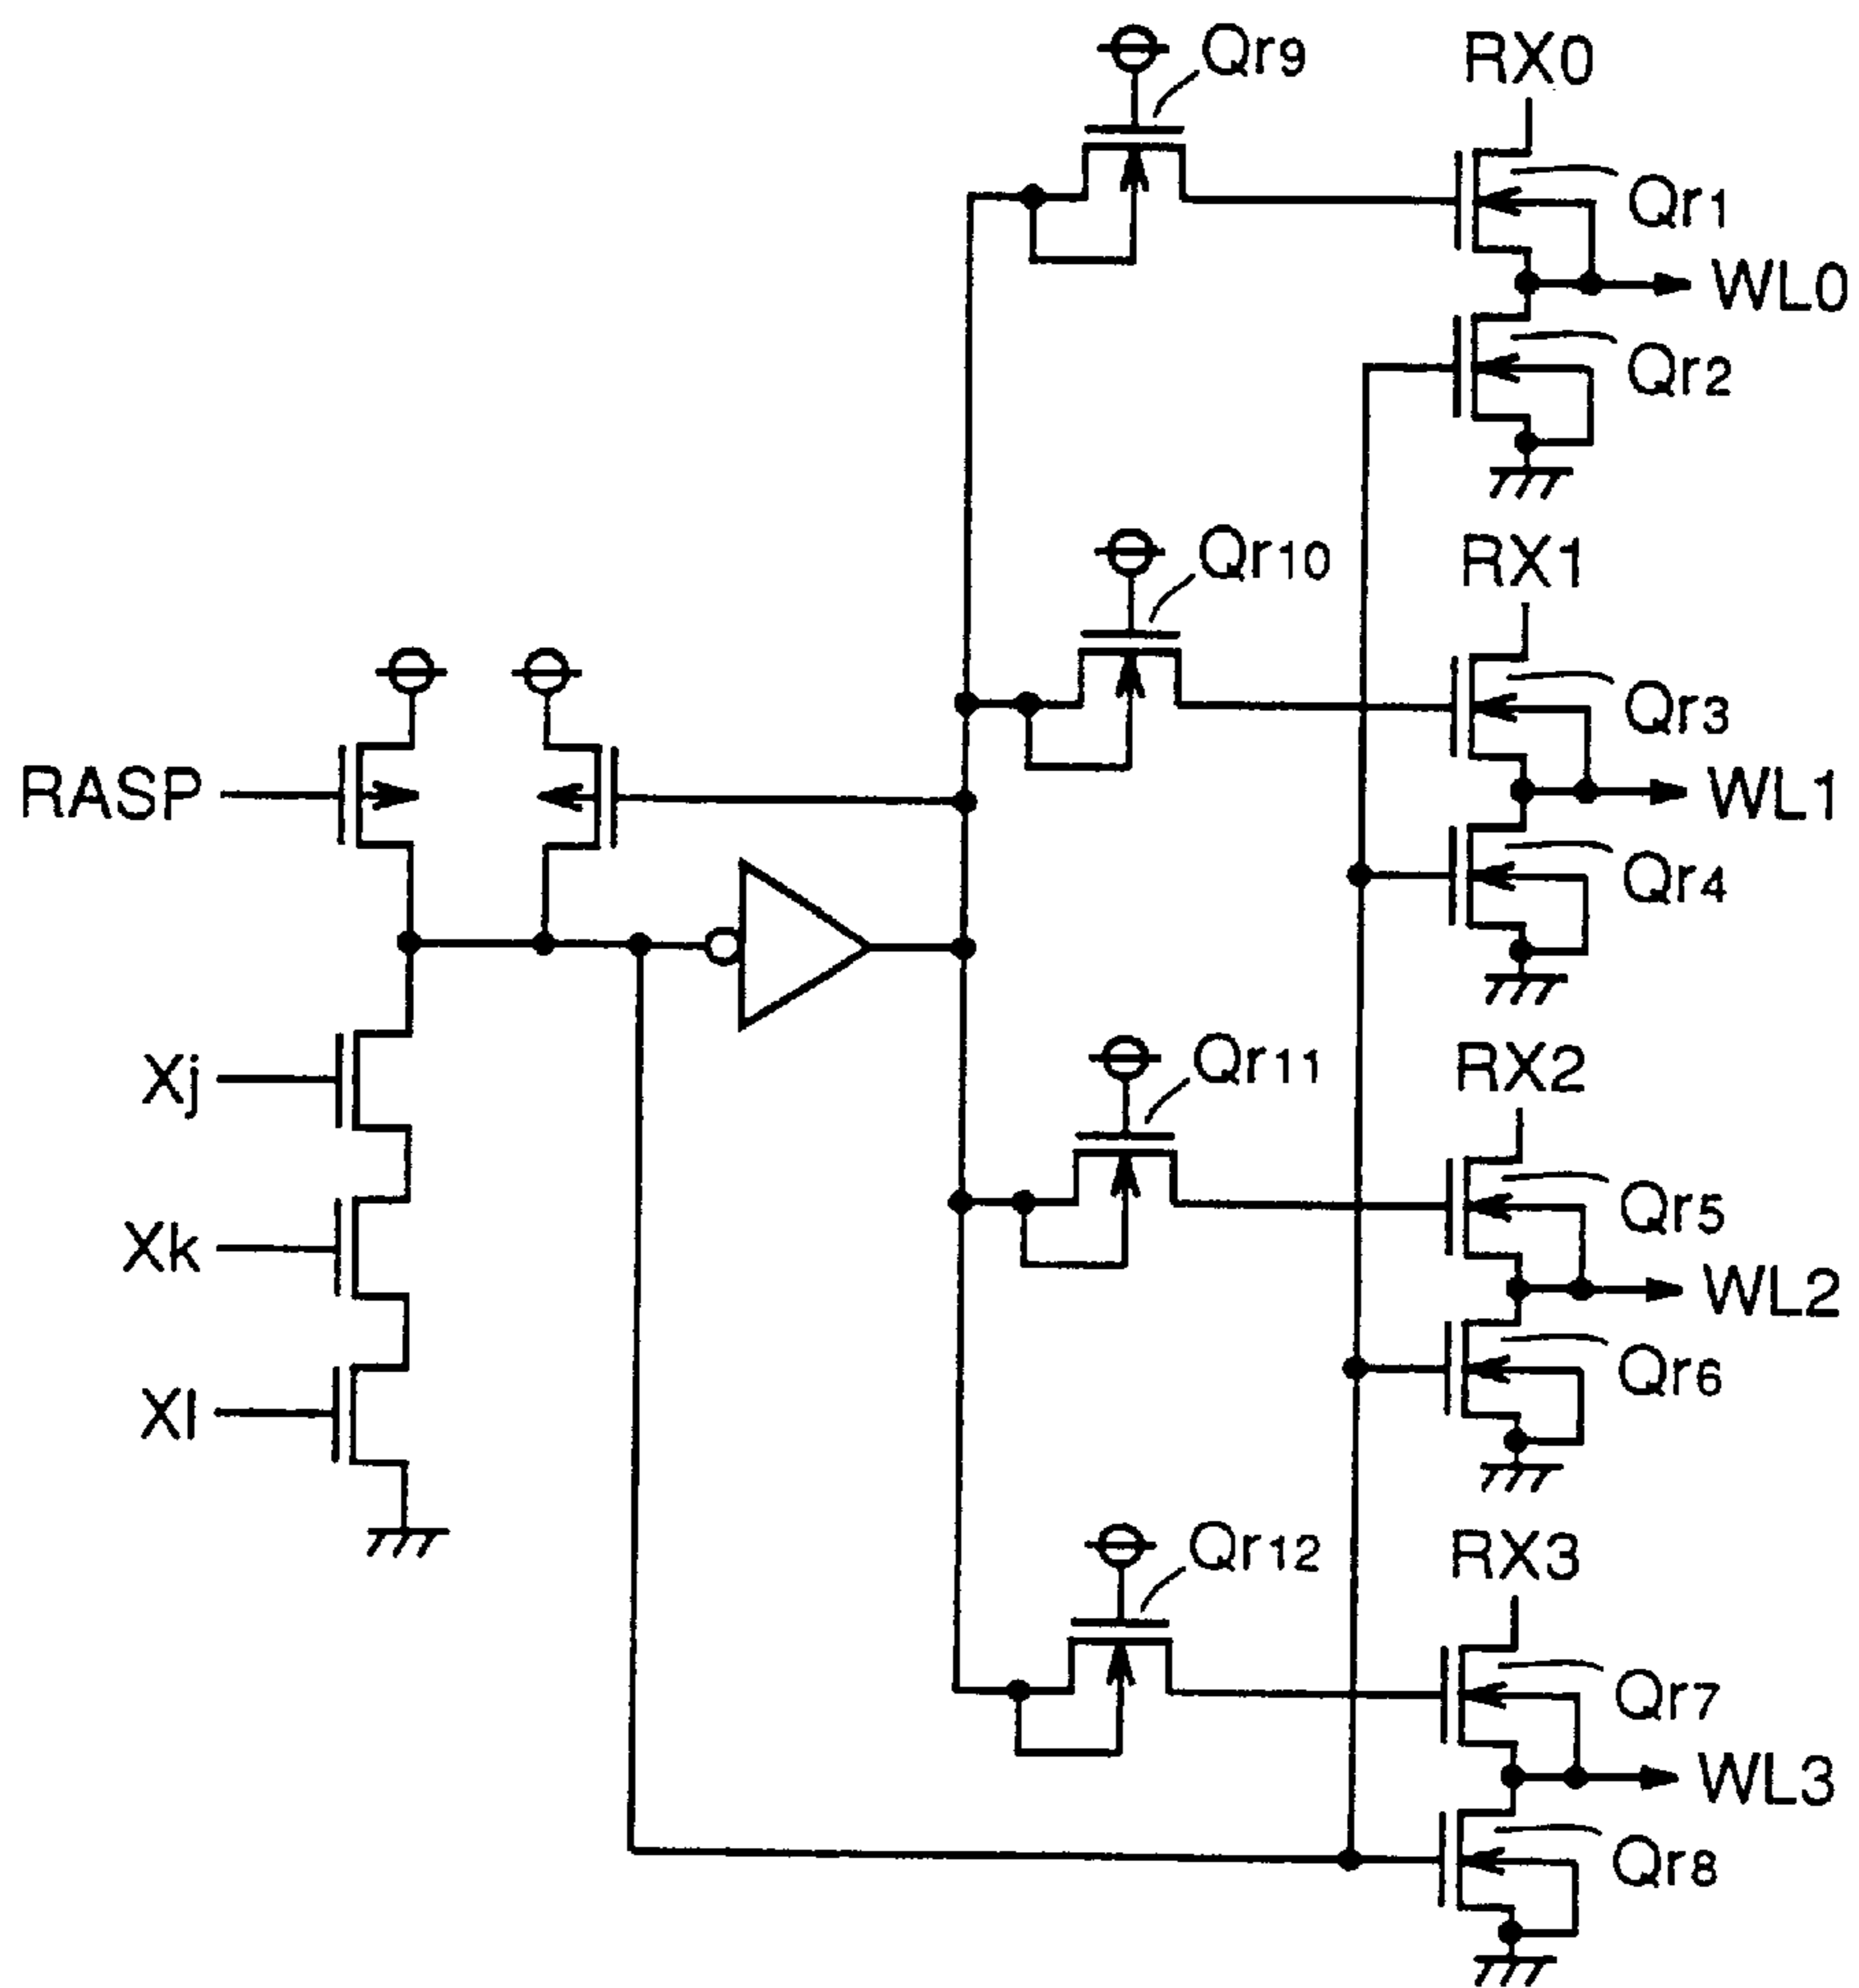 Qr9
RX0
Qr1
WL0
Qr2
Qr10
RX1
Qr3
RASP
WL1
Qr4
Xj
Qr11
RX2
Qr5
Xk
WL2
Qr6
Xl
Qr12
RX3
Qr7
WL3
Qr8